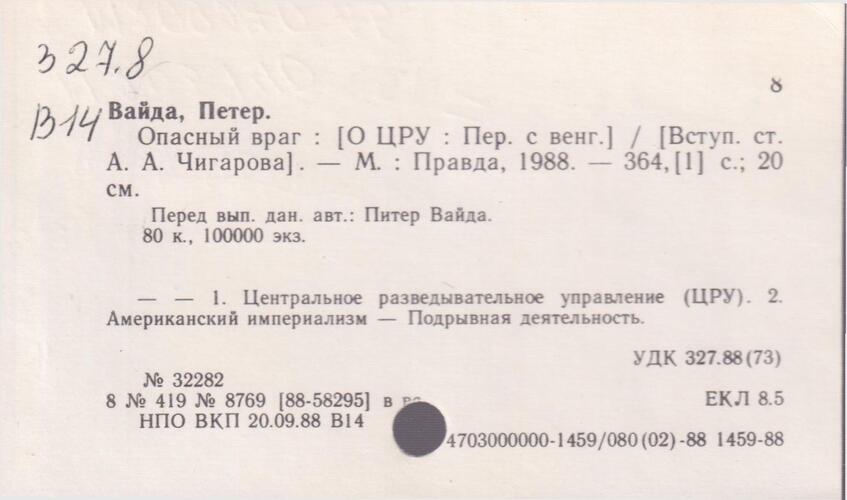 327.8
8
В14
Вайда, Петер.
Опасный враг : [О ЦРУ : Пер. с венг.] / [Вступ. ст.
А. А. Чигарова]. — М. : Правда, 1988. — 364, [1] с.; 20
см.
Перед вып. дан. авт.: Питер Вайда.
80 к., 100000 экз.
— — 1. Центральное разведывательное управление (ЦРУ). 2.
Американский империализм — Подрывная деятельность.
УДК 327.88(73)
№ 32282
8 № 419 № 8769 [88-58295] в
ЕКЛ 8.5
НПО ВКП 20.09.88 В14
4703000000-1459/080(02)-88 1459-88